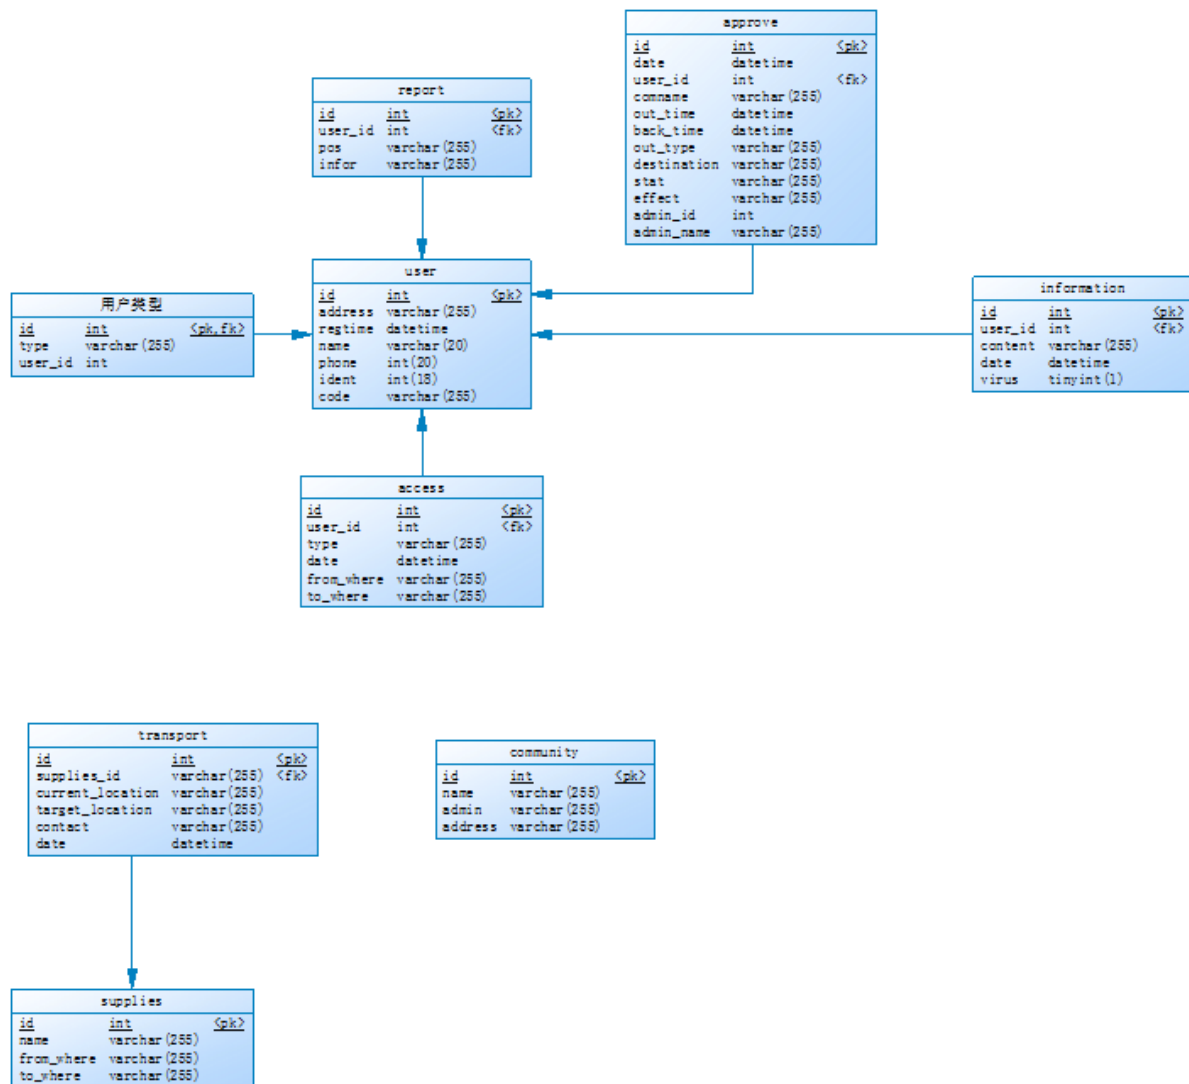 approve
id int <pk>
date datetime
user_id int <fk>
comname varchar(255)
out_time datetime
back_time datetime
out_type varchar(255)
destination varchar(255)
stat varchar(255)
effect varchar(255)
admin_id int
admin_name varchar(255)
report
id int <pk>
user_id int <fk>
pos varchar(255)
infor varchar(255)
user
id int <pk>
address varchar(255)
regtime datetime
name varchar(20)
phone int(20)
ident int(18)
code varchar(255)
用户类型
id int <pk,fk>
type varchar(255)
user_id int
information
id int <pk>
user_id int <fk>
content varchar(255)
date datetime
virus tinyint(1)
access
id int <pk>
user_id int <fk>
type varchar(255)
date datetime
from_where varchar(255)
to_where varchar(255)
transport
id int <pk>
supplies_id varchar(255) <fk>
current_location varchar(255)
target_location varchar(255)
contact varchar(255)
date datetime
community
id int <pk>
name varchar(255)
admin varchar(255)
address varchar(255)
supplies
id int <pk>
name varchar(255)
from_where varchar(255)
to_where varchar(255)